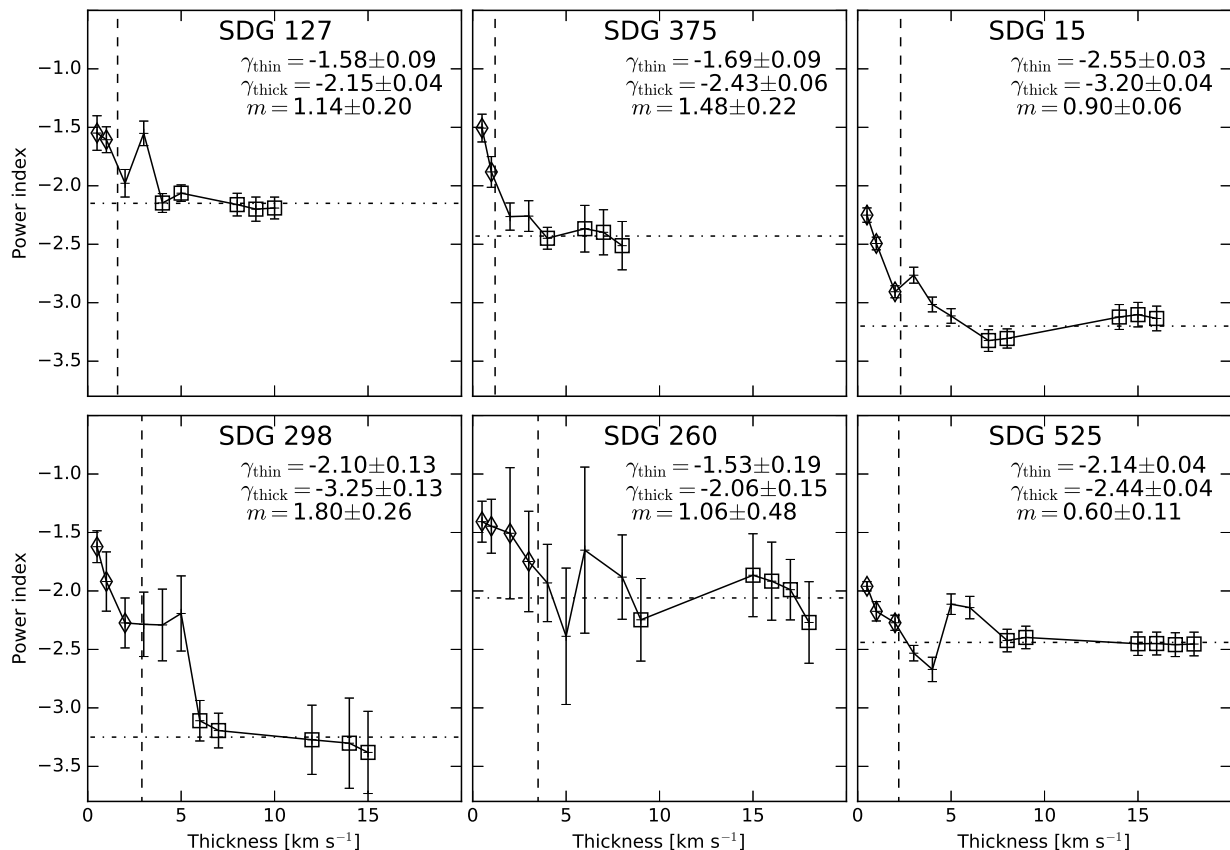 SDG 127
γthin = -1.58±0.09
γthick = -2.15±0.04
m = 1.14±0.20
SDG 375
γthin = -1.69±0.09
γthick = -2.43±0.06
m = 1.48±0.22
SDG 15
γthin = -2.55±0.03
γthick = -3.20±0.04
m = 0.90±0.06
−1.0
−1.5
−2.0
−2.5
−3.0
−3.5
Power index
SDG 298
γthin = -2.10±0.13
γthick = -3.25±0.13
m = 1.80±0.26
SDG 260
γthin = -1.53±0.19
γthick = -2.06±0.15
m = 1.06±0.48
SDG 525
γthin = -2.14±0.04
γthick = -2.44±0.04
m = 0.60±0.11
−1.0
−1.5
−2.0
−2.5
−3.0
−3.5
Power index
0 5 10 15
0 5 10 15
0 5 10 15
Thickness [km s⁻¹]
Thickness [km s⁻¹]
Thickness [km s⁻¹]